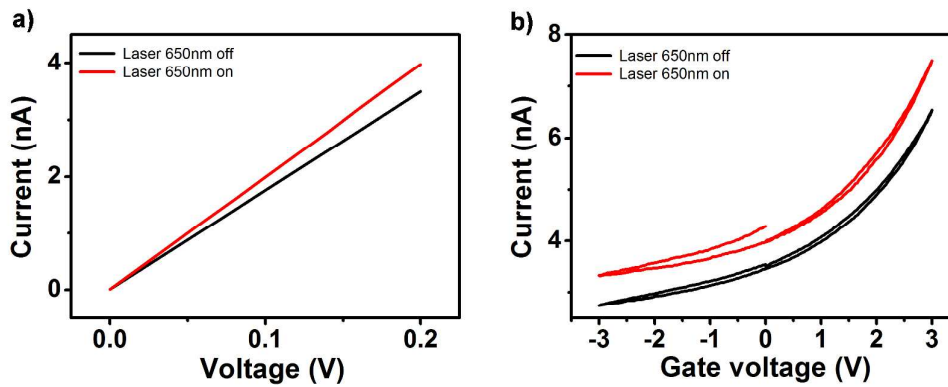 a)
Laser 650nm off
Laser 650nm on
4
2
0
Current (nA)
0.0
0.1
0.2
Voltage (V)
b)
Laser 650nm off
Laser 650nm on
8
6
4
Current (nA)
-3
-2
-1
0
1
2
3
Gate voltage (V)